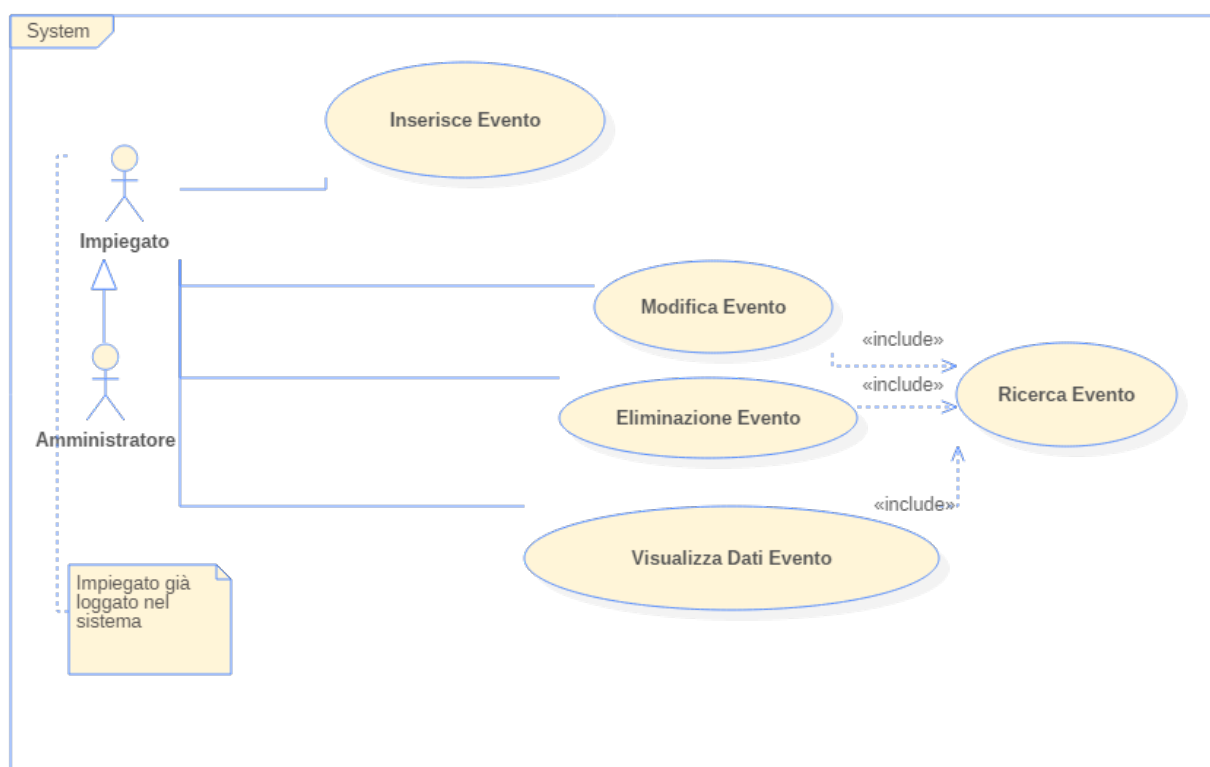 System
Inserisce Evento
Impiegato
Modifica Evento
«include»
«include»
Ricerca Evento
Eliminazione Evento
Amministratore
«include»
Visualizza Dati Evento
Impiegato già
loggato nel
sistema